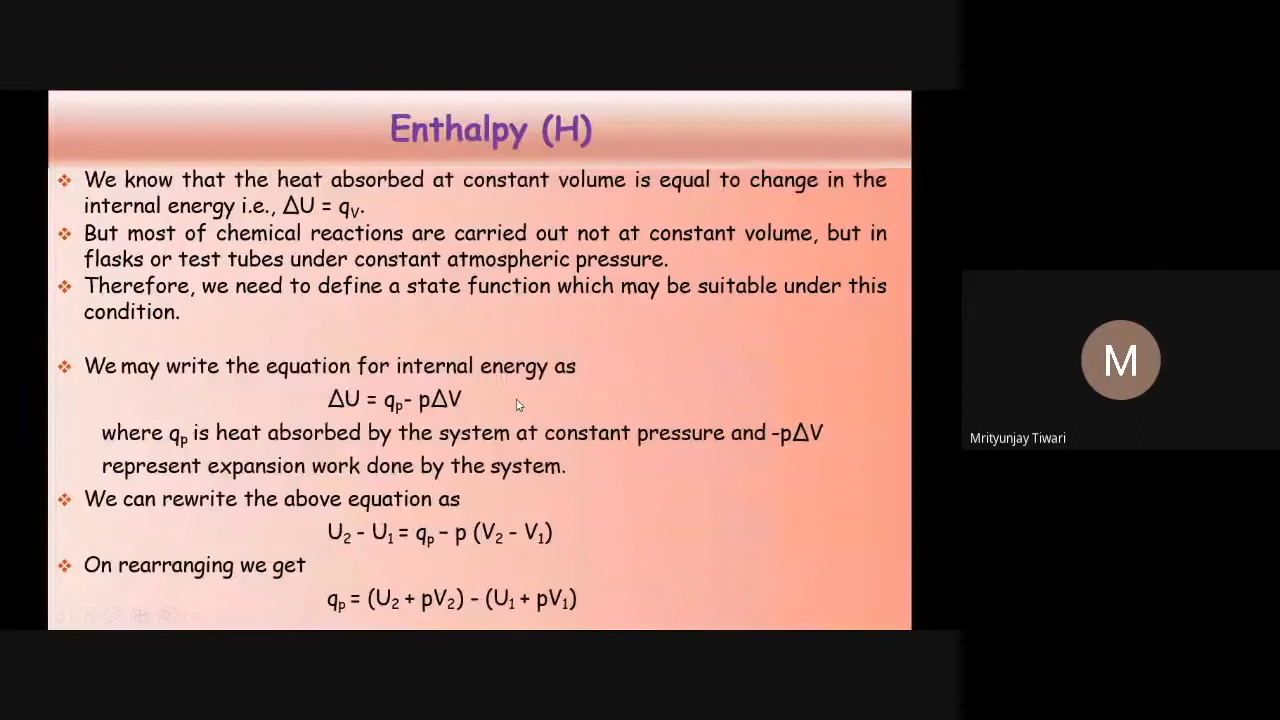 Enthalpy (H)
We know that the heat absorbed at constant volume is equal to change in the
internal energy i.e., ΔU = qV.
But most of chemical reactions are carried out not at constant volume, but in
flasks or test tubes under constant atmospheric pressure.
Therefore, we need to define a state function which may be suitable under this
condition.
We may write the equation for internal energy as
ΔU = qp- pΔV
where qp is heat absorbed by the system at constant pressure and -pΔV
represent expansion work done by the system.
We can rewrite the above equation as
U2 - U1 = qp – p (V2 - V1)
On rearranging we get
qp = (U2 + pV2) - (U1 + pV1)
M
Mrityunjay Tiwari